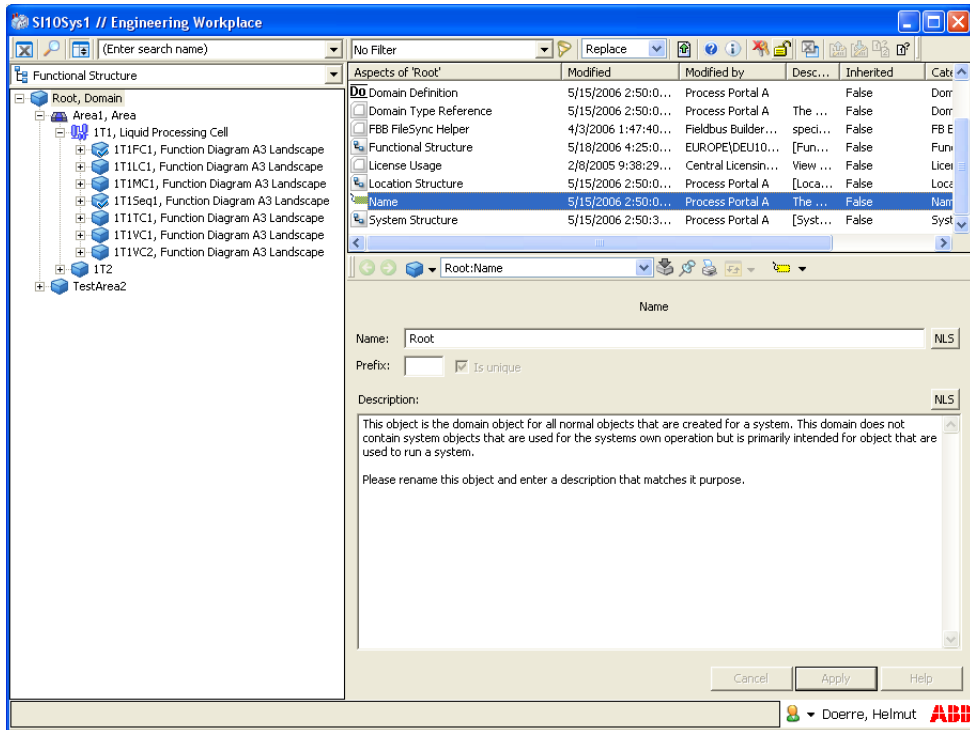 SI10Sys1 // Engineering Workplace
(Enter search name)
No Filter
Replace
Functional Structure
Root, Domain
Area1, Area
1T1, Liquid Processing Cell
1T1FC1, Function Diagram A3 Landscape
1T1LC1, Function Diagram A3 Landscape
1T1MC1, Function Diagram A3 Landscape
1T1Seq1, Function Diagram A3 Landscape
1T1TC1, Function Diagram A3 Landscape
1T1VC1, Function Diagram A3 Landscape
1T1VC2, Function Diagram A3 Landscape
1T2
TestArea2
Aspects of 'Root' Modified Modified by Desc... Inherited Cate
Do Domain Definition 5/15/2006 2:50:0... Process Portal A False Dom
Domain Type Reference 5/15/2006 2:50:0... Process Portal A The ... False Dom
FBB FileSync Helper 4/3/2006 1:47:40... Fieldbus Builder... speci... False FB E
Functional Structure 5/18/2006 4:25:0... EUROPE\DEU10... [Fun... False Func
License Usage 2/8/2005 9:38:29... Central Licensin... View ... False Licen
Location Structure 5/15/2006 2:50:0... Process Portal A [Loca... False Loca
Name 5/15/2006 2:50:0... Process Portal A The ... False Nam
System Structure 5/15/2006 2:50:3... Process Portal A [Syst... False Syst
Root:Name
Name
Name: Root NLS
Prefix: Is unique
Description: NLS
This object is the domain object for all normal objects that are created for a system. This domain does not
contain system objects that are used for the systems own operation but is primarily intended for object that are
used to run a system.
Please rename this object and enter a description that matches it purpose.
Cancel Apply Help
Doerre, Helmut ABB